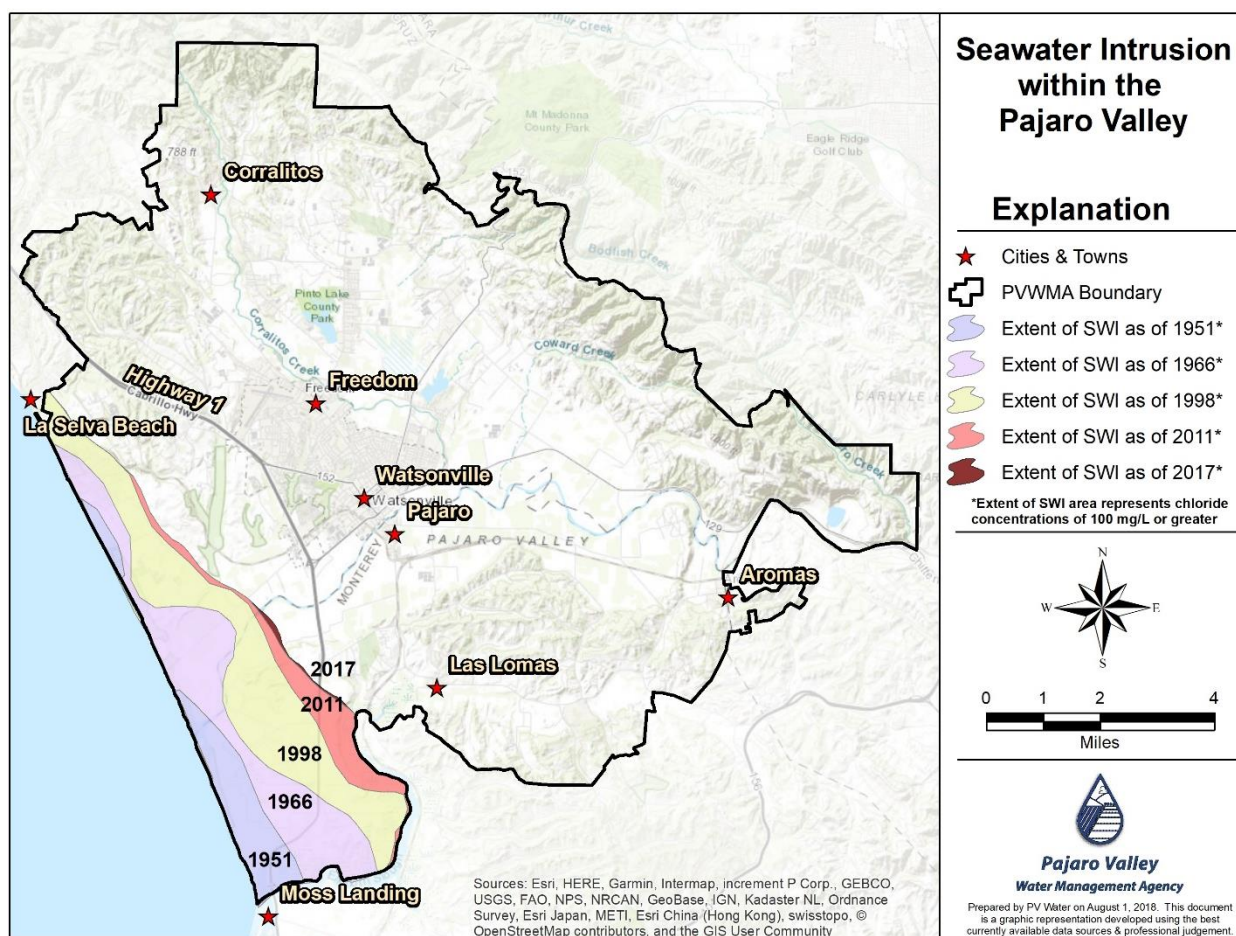 Seawater Intrusion
within the
Pajaro Valley
Explanation
Cities & Towns
PVWMA Boundary
Extent of SWI as of 1951*
Extent of SWI as of 1966*
Extent of SWI as of 1998*
Extent of SWI as of 2011*
Extent of SWI as of 2017*
*Extent of SWI area represents chloride
concentrations of 100 mg/L or greater
N
W
E
S
0
1
2
4
Miles
Pajaro Valley
Water Management Agency
Prepared by PV Water on August 1, 2018. This document
is a graphic representation developed using the best
currently available data sources & professional judgement.
Arthur Creek
CRUZ
Mt Madonna
County Park
Eagle Ridge
Golf Club
788 ft
Corralitos
Bodfish Creek
Pinto Lake
County
Park
Corralitos
Creek
Coward Creek
Highway 1
Cabrillo Hwy
Freedom
La Selva Beach
152
Watsonville
Watsonville
Pajaro
129
PAJARO VALLEY
MONTEREY
Aromas
Las Lomas
2017
2011
1998
1966
1951
156
Moss Landing
Sources: Esri, HERE, Garmin, Intermap, increment P Corp., GEBCO,
USGS, FAO, NPS, NRCAN, GeoBase, IGN, Kadaster NL, Ordnance
Survey, Esri Japan, METI, Esri China (Hong Kong), swisstopo, ©
OpenStreetMap contributors, and the GIS User Community